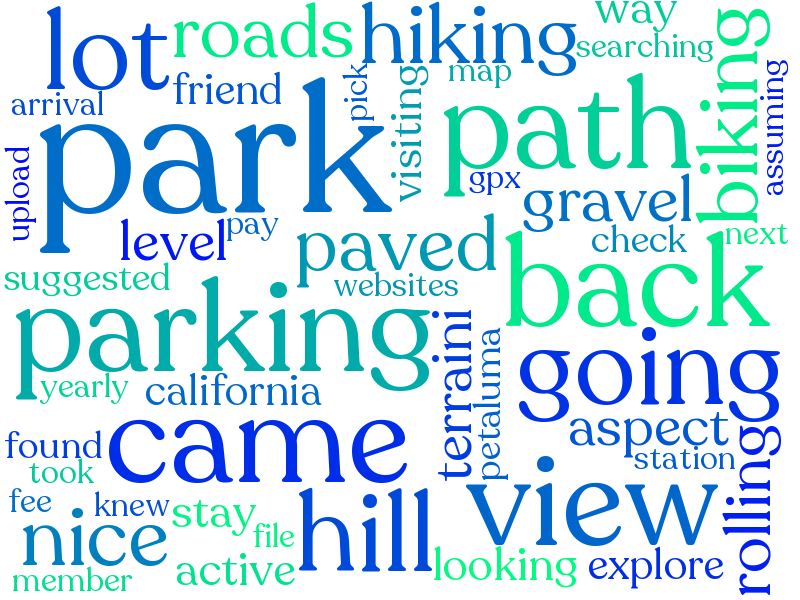 way
lot
roads
hiking
searching
biking
friend
pick
map
visiting
assuming
arrival
park
path
upload
gpx
gravel
level
pay
paved
check
next
back
suggested
websites
parking
terraini
petaluma
going
yearly
california
came
aspect
found
station
rolling
took
view
fee
knew
nice
stay
hill
file
looking
explore
active
member